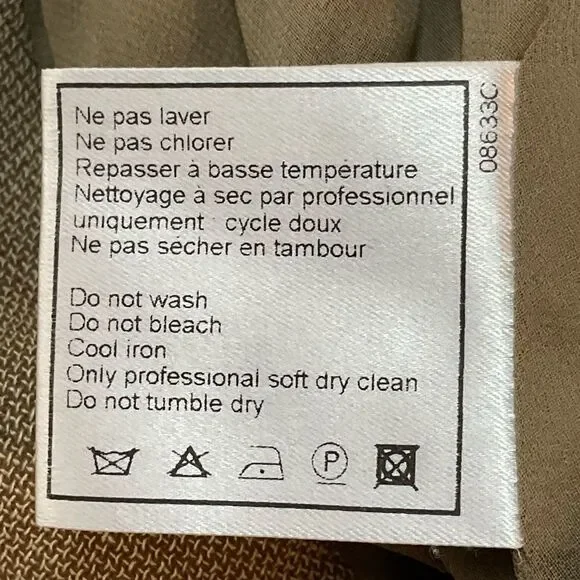 Ne pas laver
Ne pas chlorer
Repasser à basse température
Nettoyage à sec par professionnel
uniquement : cycle doux
Ne pas sécher en tambour
Do not wash
Do not bleach
Cool iron
Only professional soft dry clean
Do not tumble dry
P
08633C